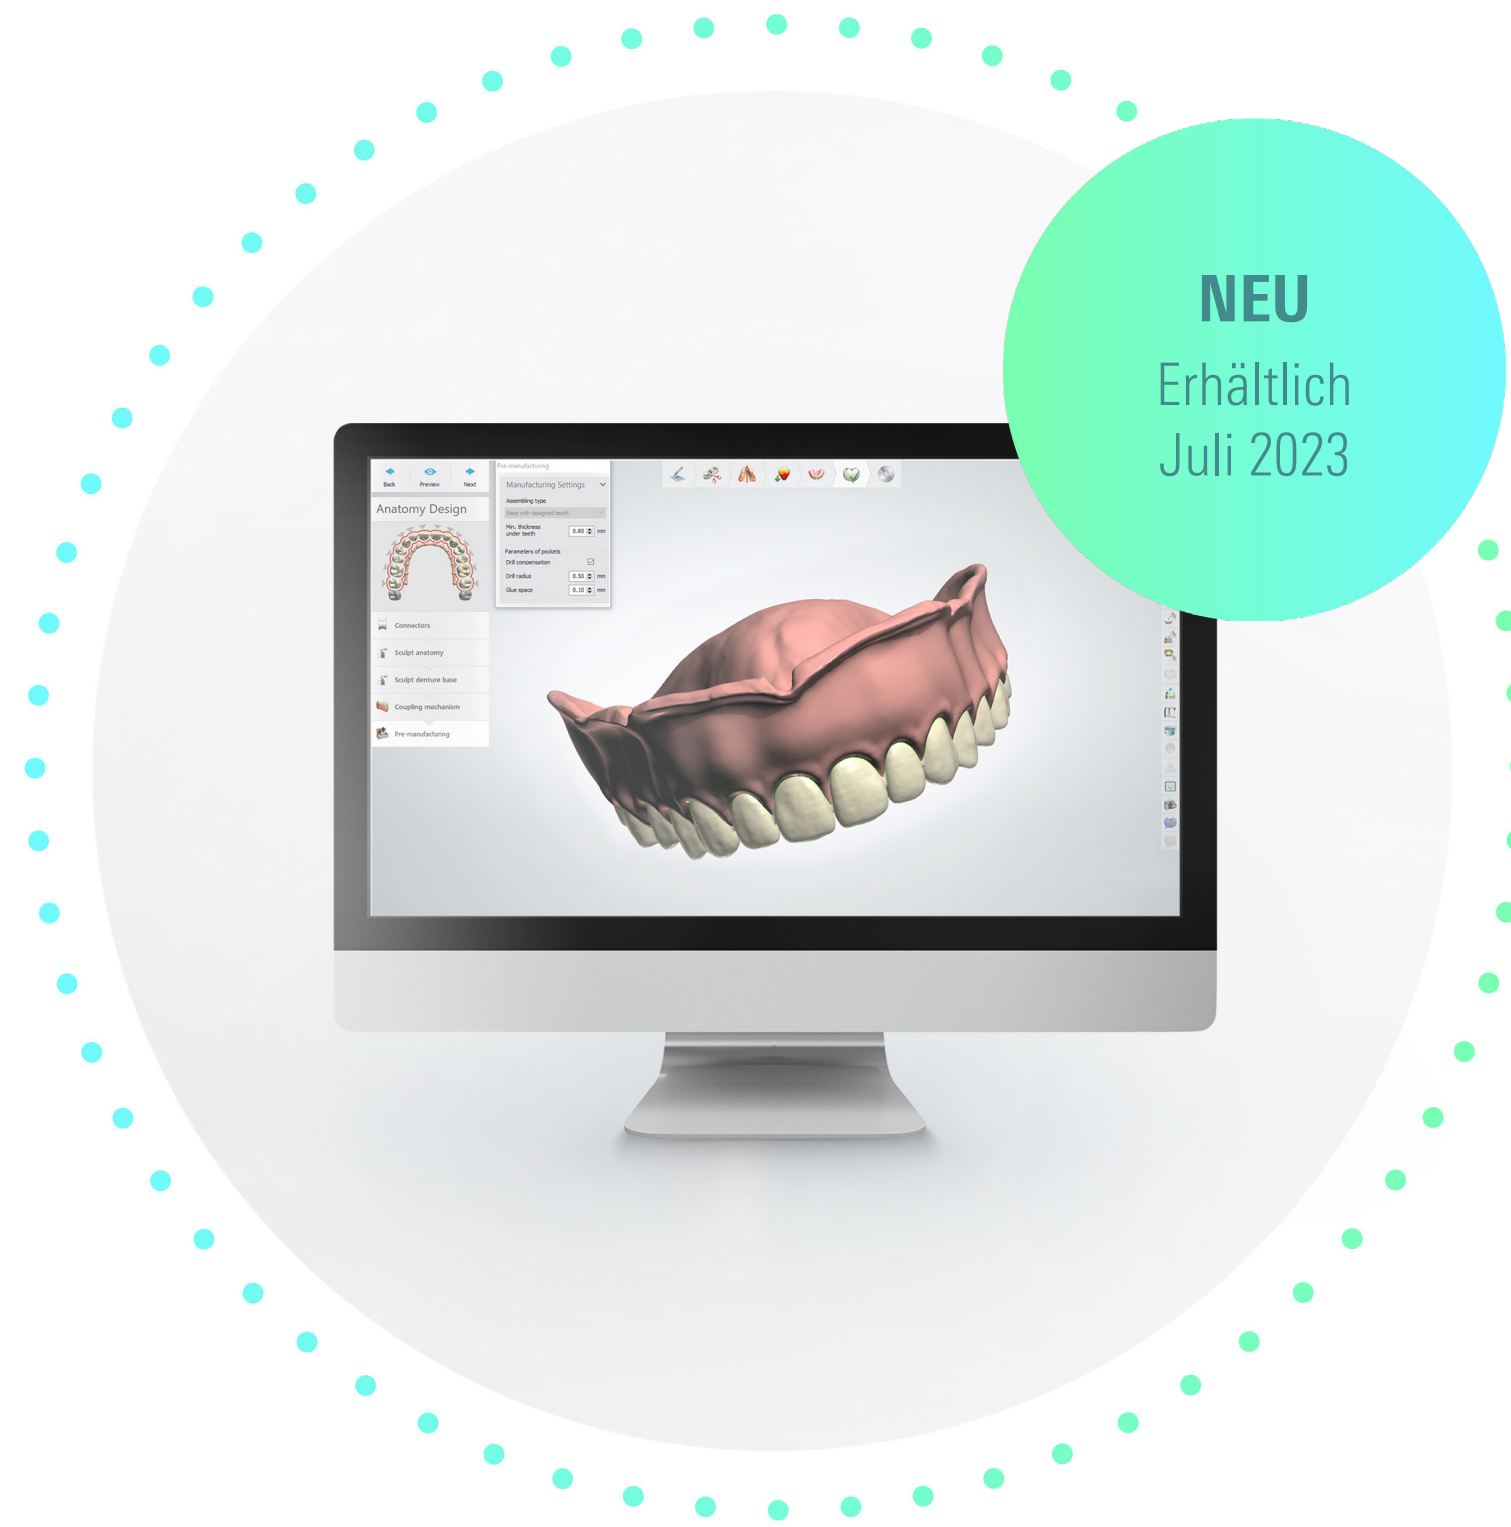 NEU
Erhältlich
Juli 2023
Back
Preview
Next
Anatomy Design
Connectors
Sculpt anatomy
Sculpt denture base
Coupling mechanism
Pre-manufacturing
Pre-manufacturing
Manufacturing Settings
Assembling type
Base with designed teeth
Min. thickness
under teeth
0.80 mm
Parameters of pockets
Drill compensation
Drill radius 0.50 mm
Glue space 0.10 mm